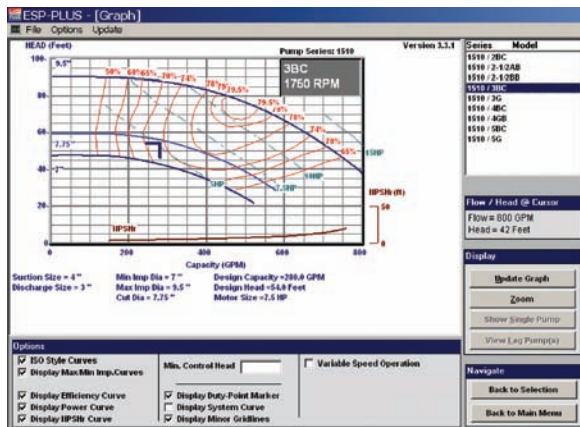 ESP-PLUS - [Graph]
File Options Update
HEAD (Feet)
Pump Series: 1510
Version 3.3.1
3BC
1750 RPM
100
80
60
40
20
0
9.5"
7.75"
7"
50% 60% 65% 70% 74% 78% 79% 79.5%
79.5%
79%
78%
74%
70%
65%
5HP
7.5HP
10HP
15HP
NPSHr
NPSHr (ft)
50
0
0 200 400 600 800
Capacity (GPM)
Suction Size = 4 " Min Imp Dia = 7 " Design Capacity =280.0 GPM
Discharge Size = 3 " Max Imp Dia = 9.5 " Design Head =54.0 Feet
Cut Dia = 7.75 " Motor Size =7.5 HP
Series Model
1510 / 2BC
1510 / 2-1/2AB
1510 / 2-1/2BB
1510 / 3BC
1510 / 3G
1510 / 4BC
1510 / 4GB
1510 / 5BC
1510 / 5G
Flow / Head @ Cursor
Flow = 800 GPM
Head = 42 Feet
Display
Update Graph
Zoom
Show Single Pump
View Lag Pump(s)
Navigate
Back to Selection
Back to Main Menu
Options
ISO Style Curves
Display Max/Min Imp.Curves
Display Efficiency Curve
Display Power Curve
Display NPSHr Curve
Min. Control Head
Display Duty-Point Marker
Display System Curve
Display Minor Gridlines
Variable Speed Operation